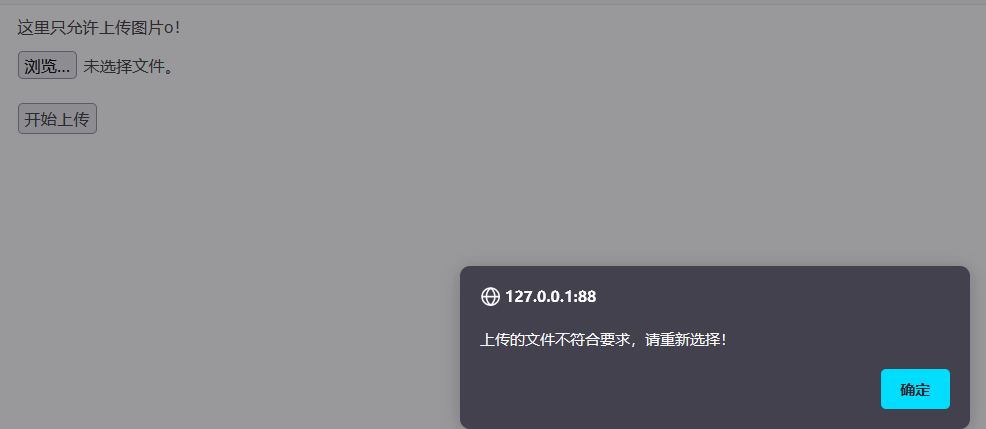 这里只允许上传图片o！
浏览... 未选择文件。
开始上传
127.0.0.1:88
上传的文件不符合要求，请重新选择！
确定